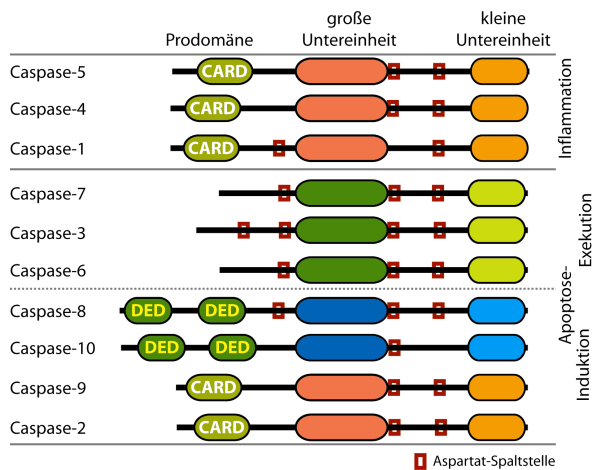 große
kleine
Prodomäne
Untereinheit
Untereinheit
Caspase-5
CARD
Caspase-4
CARD
Caspase-1
CARD
Inflammation
Caspase-7
Caspase-3
Caspase-6
Exekution
Apoptose-
Caspase-8
DED
DED
Caspase-10
DED
DED
Caspase-9
CARD
Caspase-2
CARD
Induktion
Aspartat-Spaltstelle